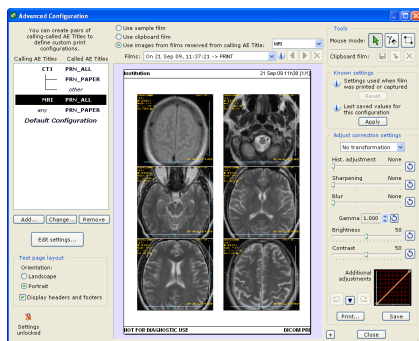 Advanced Configuration
You can create pairs of
calling-called AE Titles to
define custom print
configurations.
Calling AE Titles Called AE Titles
CT1 PRN_ALL
PRN_PAPER
other
MRI PRN_ALL
any PRN_PAPER
Default Configuration
Add... Change... Remove
Edit settings...
Test page layout
Orientation:
Landscape
Portrait
Display headers and footers
Settings
unlocked
Use sample film
Use clipboard film
Use images from films received from calling AE Title: MRI
Films: On 21 Sep 09, 11:37:21 -> PRINT
Institution 21 Sep 09 11h38 [1/1]
NOT FOR DIAGNOSTIC USE DICOM PRI
Tools
Mouse mode:
Clipboard film:
Known settings
Settings used when film
was printed or captured
Reset
Last saved values for
this configuration
Apply
Adjust correction settings
No transformation
Hist. adjustment None
Sharpening None
Blur None
Gamma 1.000
Brightness 50
Contrast 50
Additional
adjustments
Print... Save
+ Close